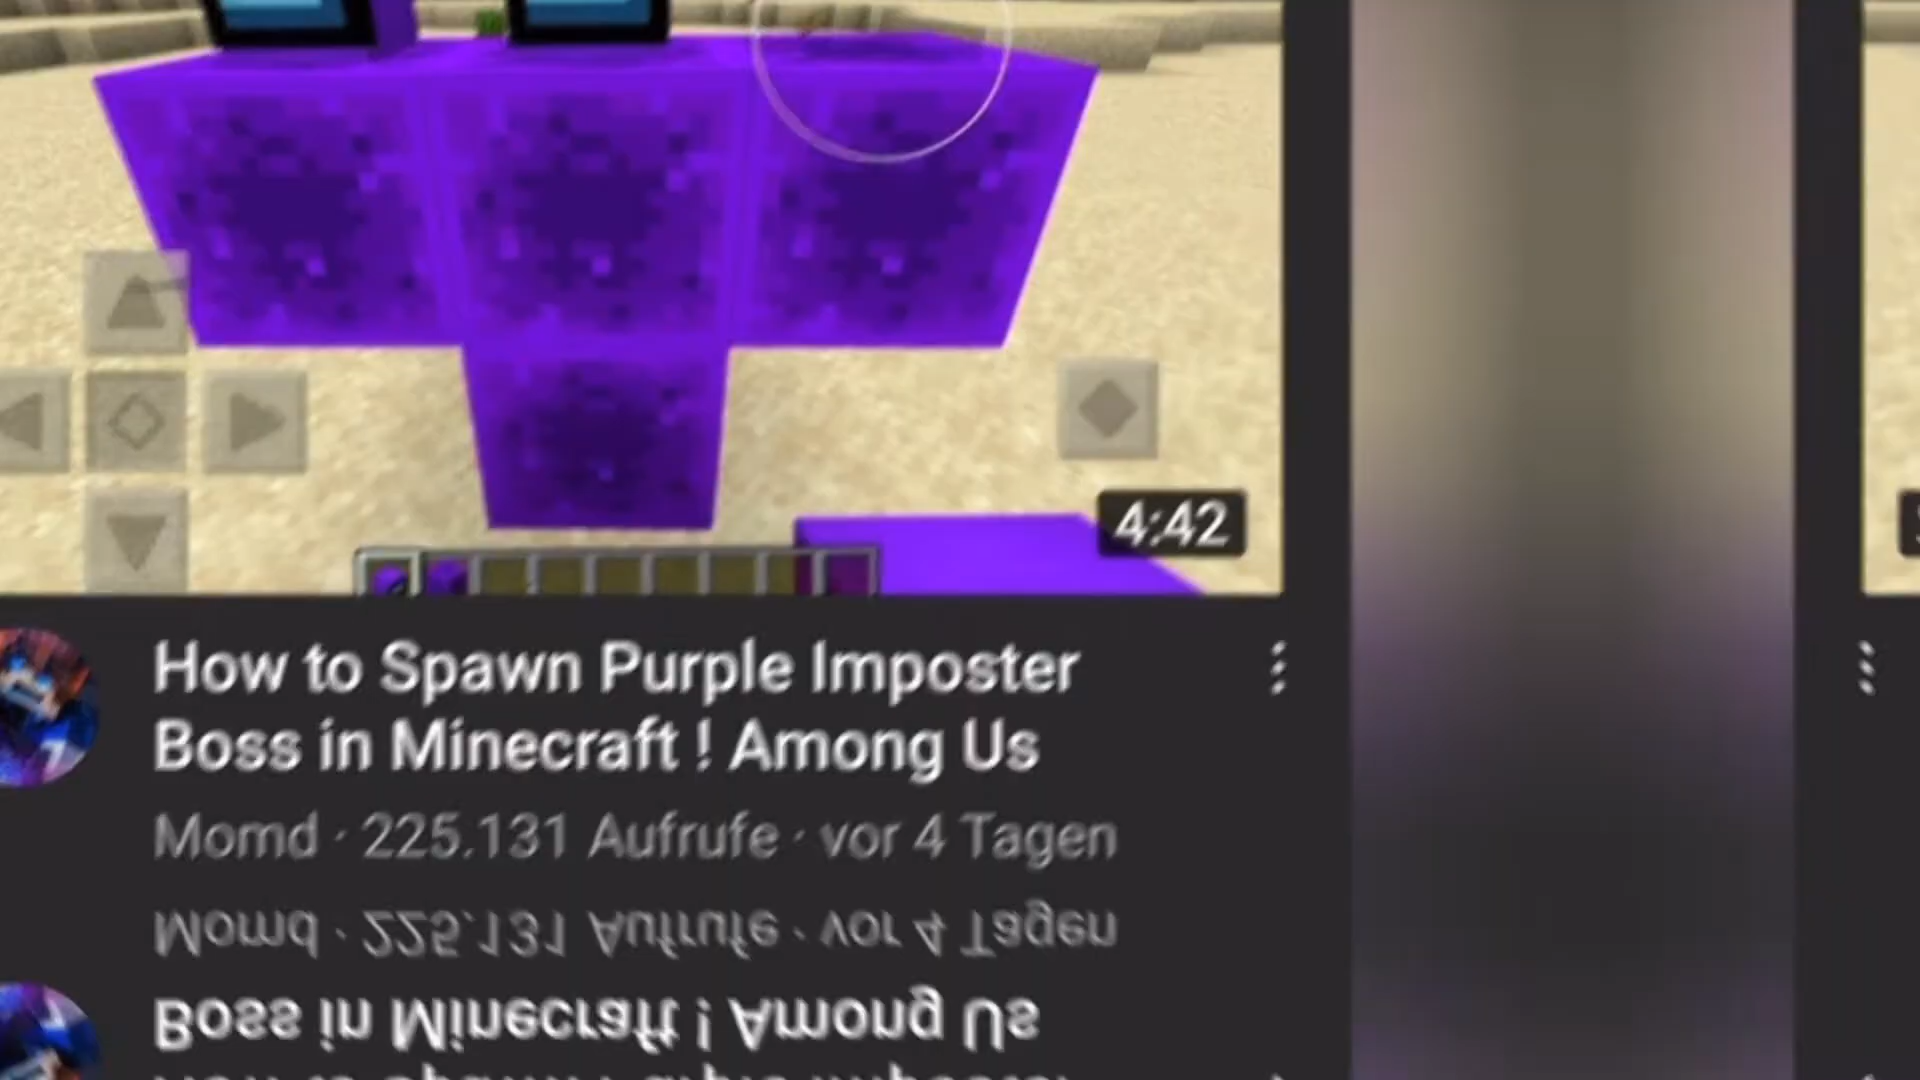 4:42
How to Spawn Purple Imposter
Boss in Minecraft ! Among Us
Momd · 225.131 Aufrufe · vor 4 Tagen
Momd · 225.131 Aufrufe · vor 4 Tagen
Boss in Minecraft ! Among Us